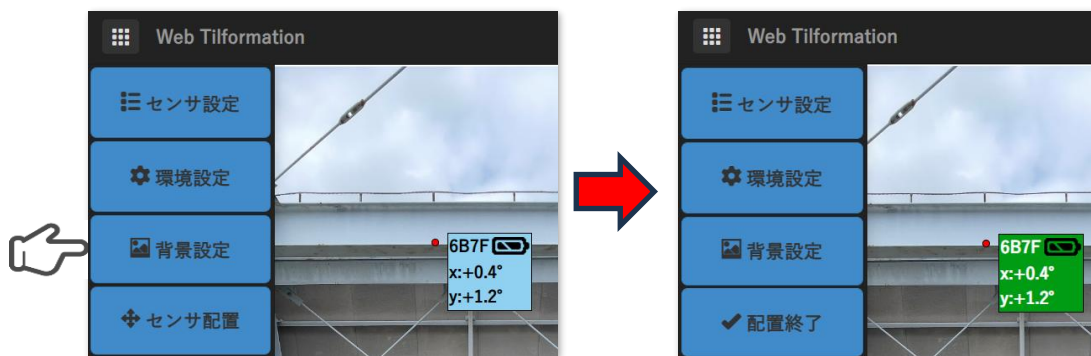 Web Tilformation
センサ設定
環境設定
背景設定
センサ配置
6B7F
x:+0.4°
y:+1.2°
Web Tilformation
センサ設定
環境設定
背景設定
配置終了
6B7F
x:+0.4°
y:+1.2°